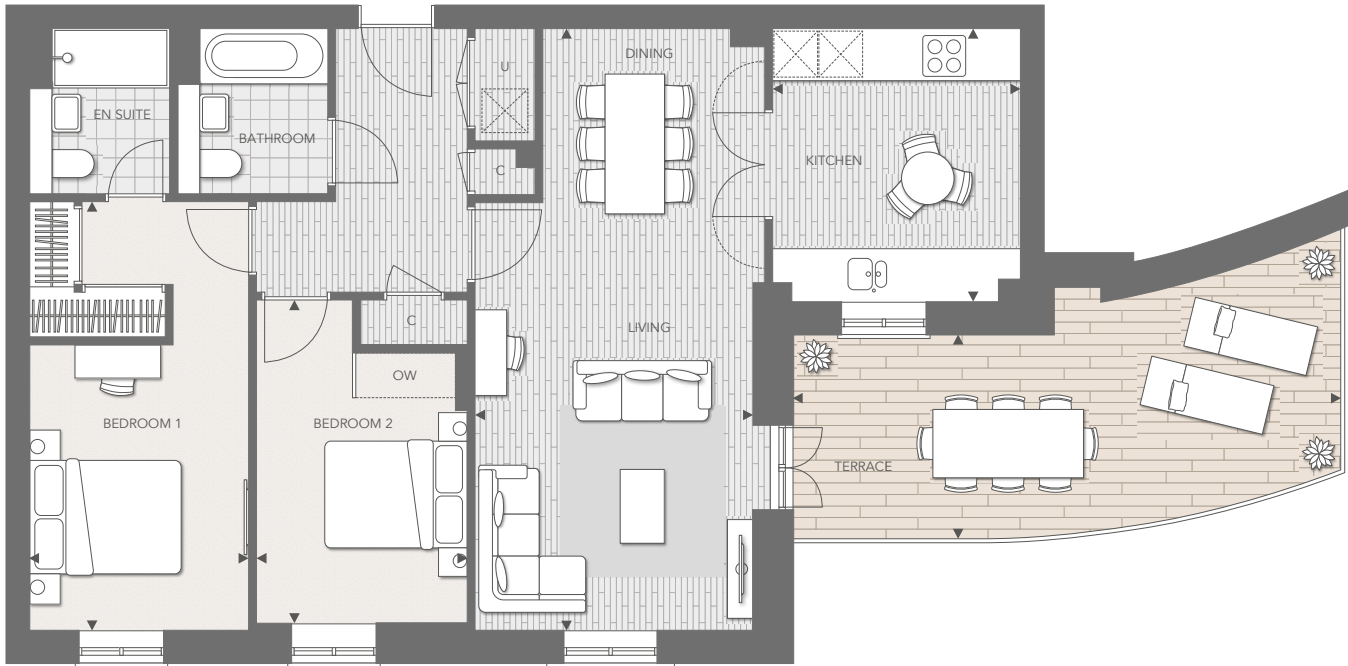 DINING
U
EN SUITE
BATHROOM
KITCHEN
C
LIVING
C
OW
BEDROOM 1
BEDROOM 2
TERRACE